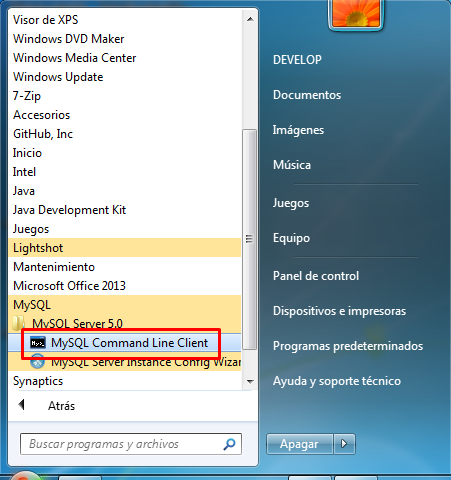 Visor de XPS
Windows DVD Maker
Windows Media Center
Windows Update
7-Zip
Accesorios
GitHub, Inc
Inicio
Intel
Java
Java Development Kit
Juegos
Lightshot
Mantenimiento
Microsoft Office 2013
MySQL
MySQL Server 5.0
MySQL Command Line Client
MySQL Server Instance Config Wizar
Synaptics
Atrás
Buscar programas y archivos
DEVELOP
Documentos
Imágenes
Música
Juegos
Equipo
Panel de control
Dispositivos e impresoras
Programas predeterminados
Ayuda y soporte técnico
Apagar